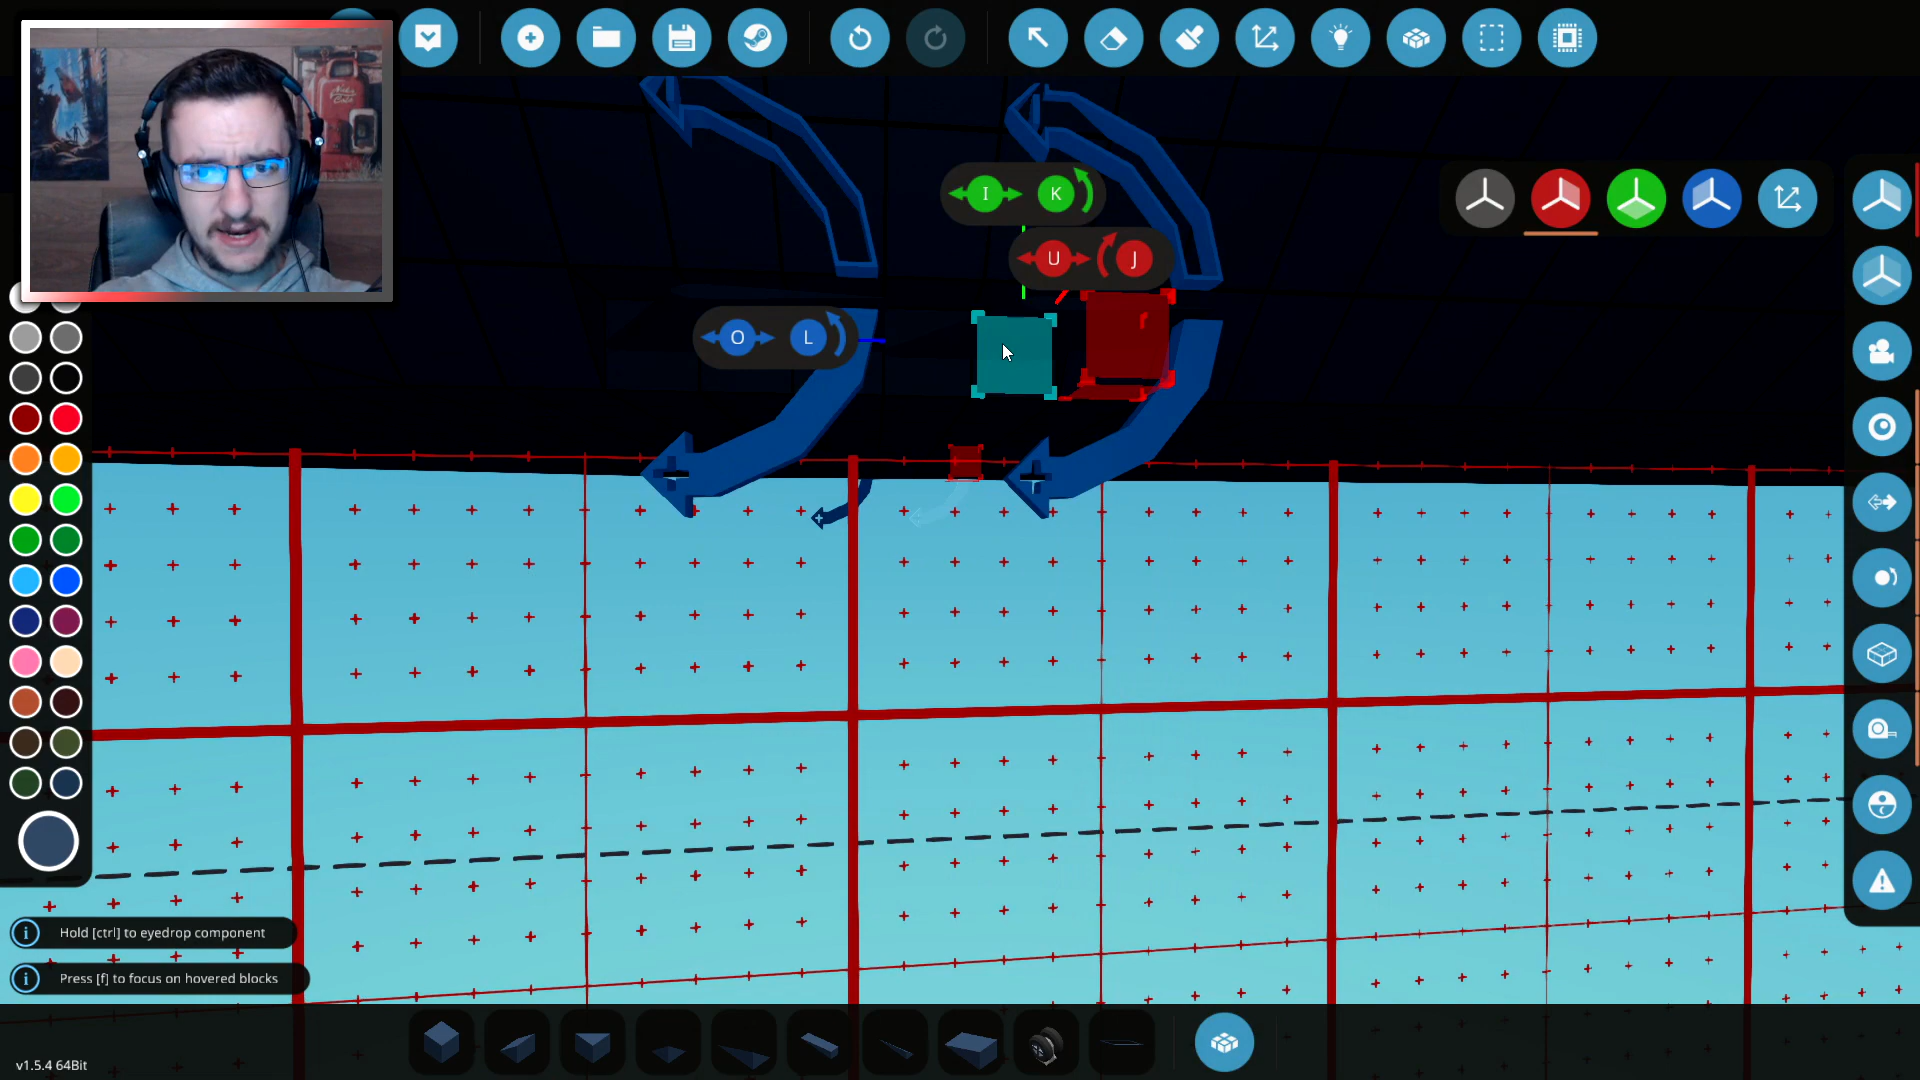 I K
U J
O L
Hold [ctrl] to eyedrop component
Press [f] to focus on hovered blocks
v1.5.4 64Bit